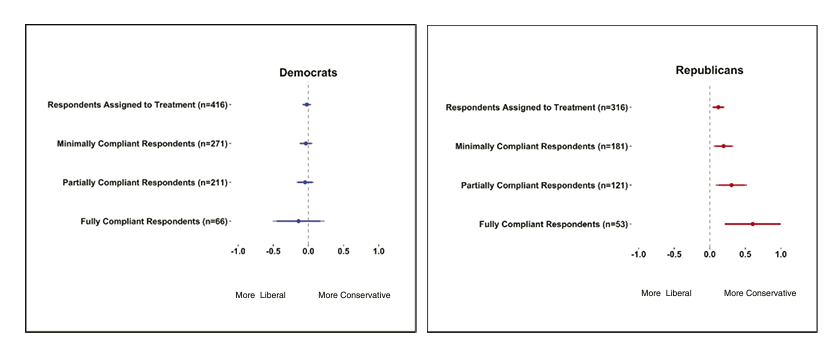 Democrats
Respondents Assigned to Treatment (n=416)
Minimally Compliant Respondents (n=271)
Partially Compliant Respondents (n=211)
Fully Compliant Respondents (n=66)
-1.0 -0.5 0.0 0.5 1.0
More Liberal More Conservative
Republicans
Respondents Assigned to Treatment (n=316)
Minimally Compliant Respondents (n=181)
Partially Compliant Respondents (n=121)
Fully Compliant Respondents (n=53)
-1.0 -0.5 0.0 0.5 1.0
More Liberal More Conservative